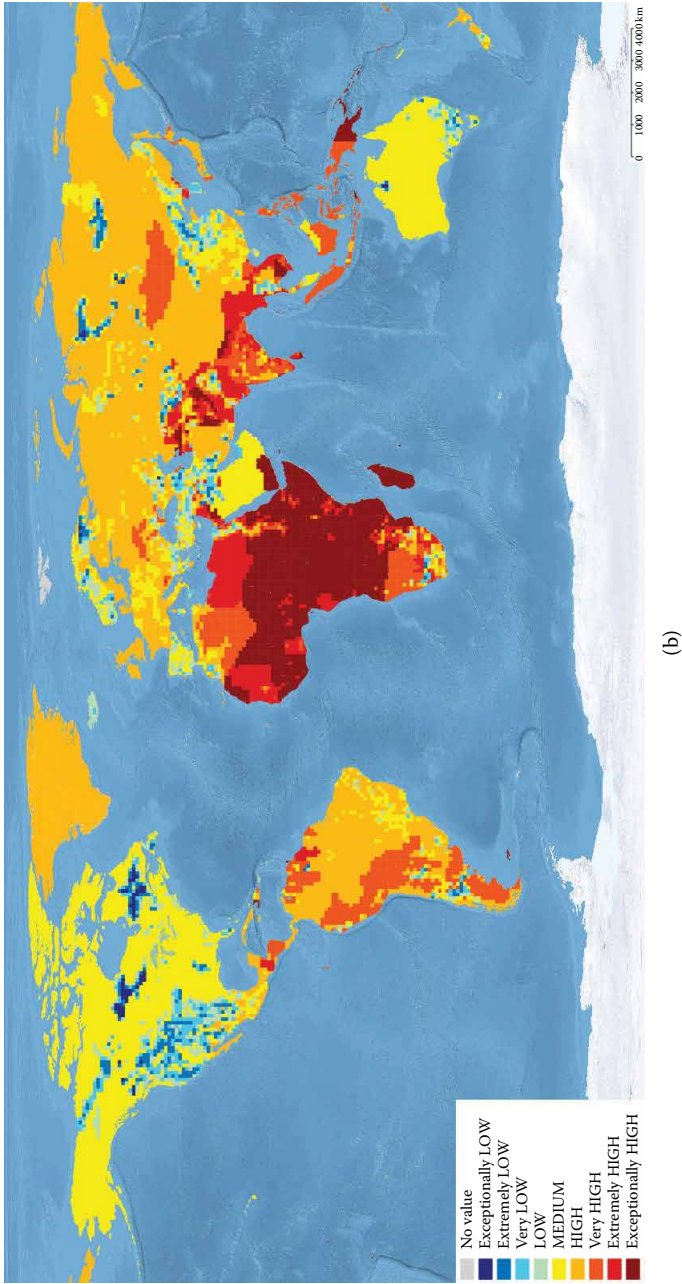 No value
Exceptionally LOW
Extremely LOW
Very LOW
LOW
MEDIUM
HIGH
Very HIGH
Extremely HIGH
Exceptionally HIGH
0 1000 2000 3000 4000 km
(b)